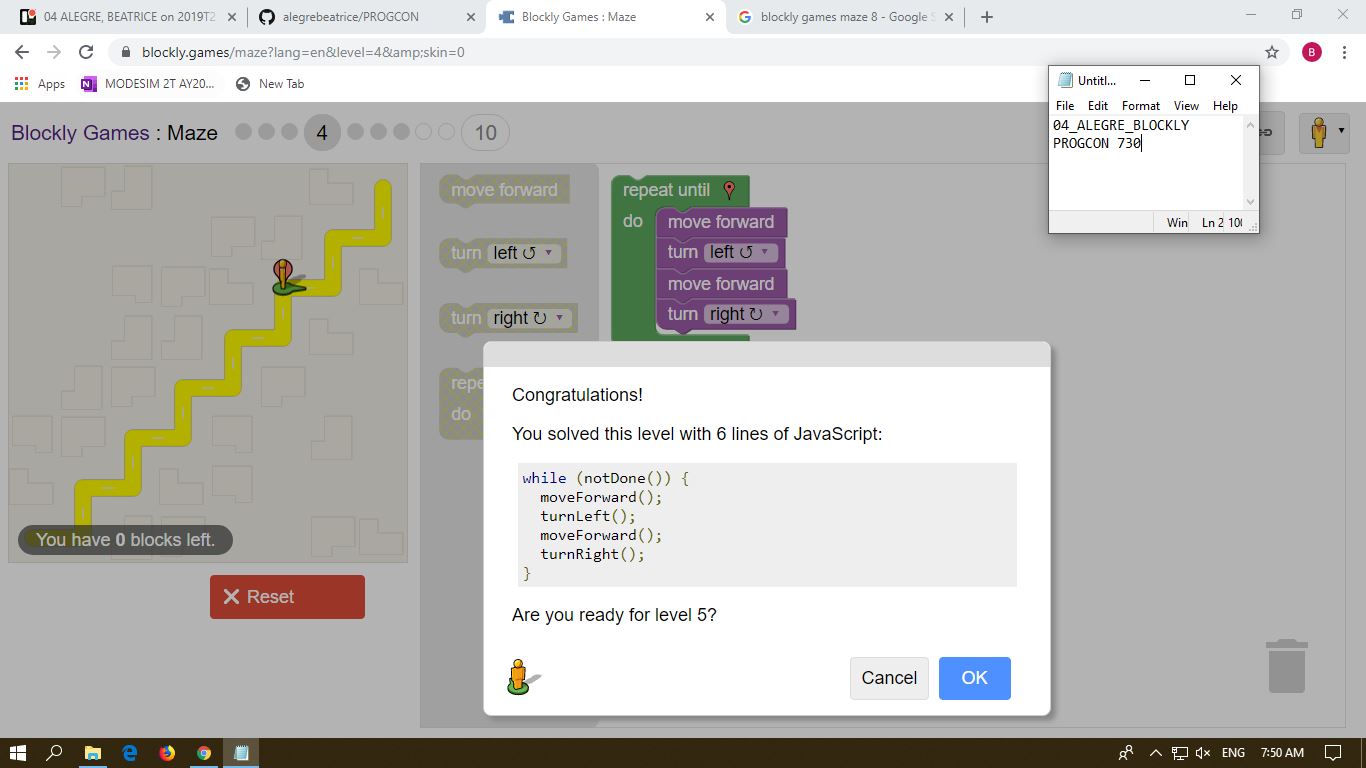 04 ALEGRE, BEATRICE on 2019T2
alegrebeatrice/PROGCON
Blockly Games : Maze
blockly games maze 8 - Google S
blockly.games/maze?lang=en&level=4&amp;skin=0
B
Apps
MODESIM 2T AY20...
New Tab
Untitl...
File Edit Format View Help
04_ALEGRE_BLOCKLY
PROGCON 730
Win Ln 2 100
Blockly Games : Maze
4
10
move forward
turn left ↺
turn right ↻
repe
do
repeat until
do
move forward
turn left ↺
move forward
turn right ↻
You have 0 blocks left.
Reset
Congratulations!
You solved this level with 6 lines of JavaScript:
while (notDone()) {
  moveForward();
  turnLeft();
  moveForward();
  turnRight();
}
Are you ready for level 5?
Cancel
OK
ENG
7:50 AM